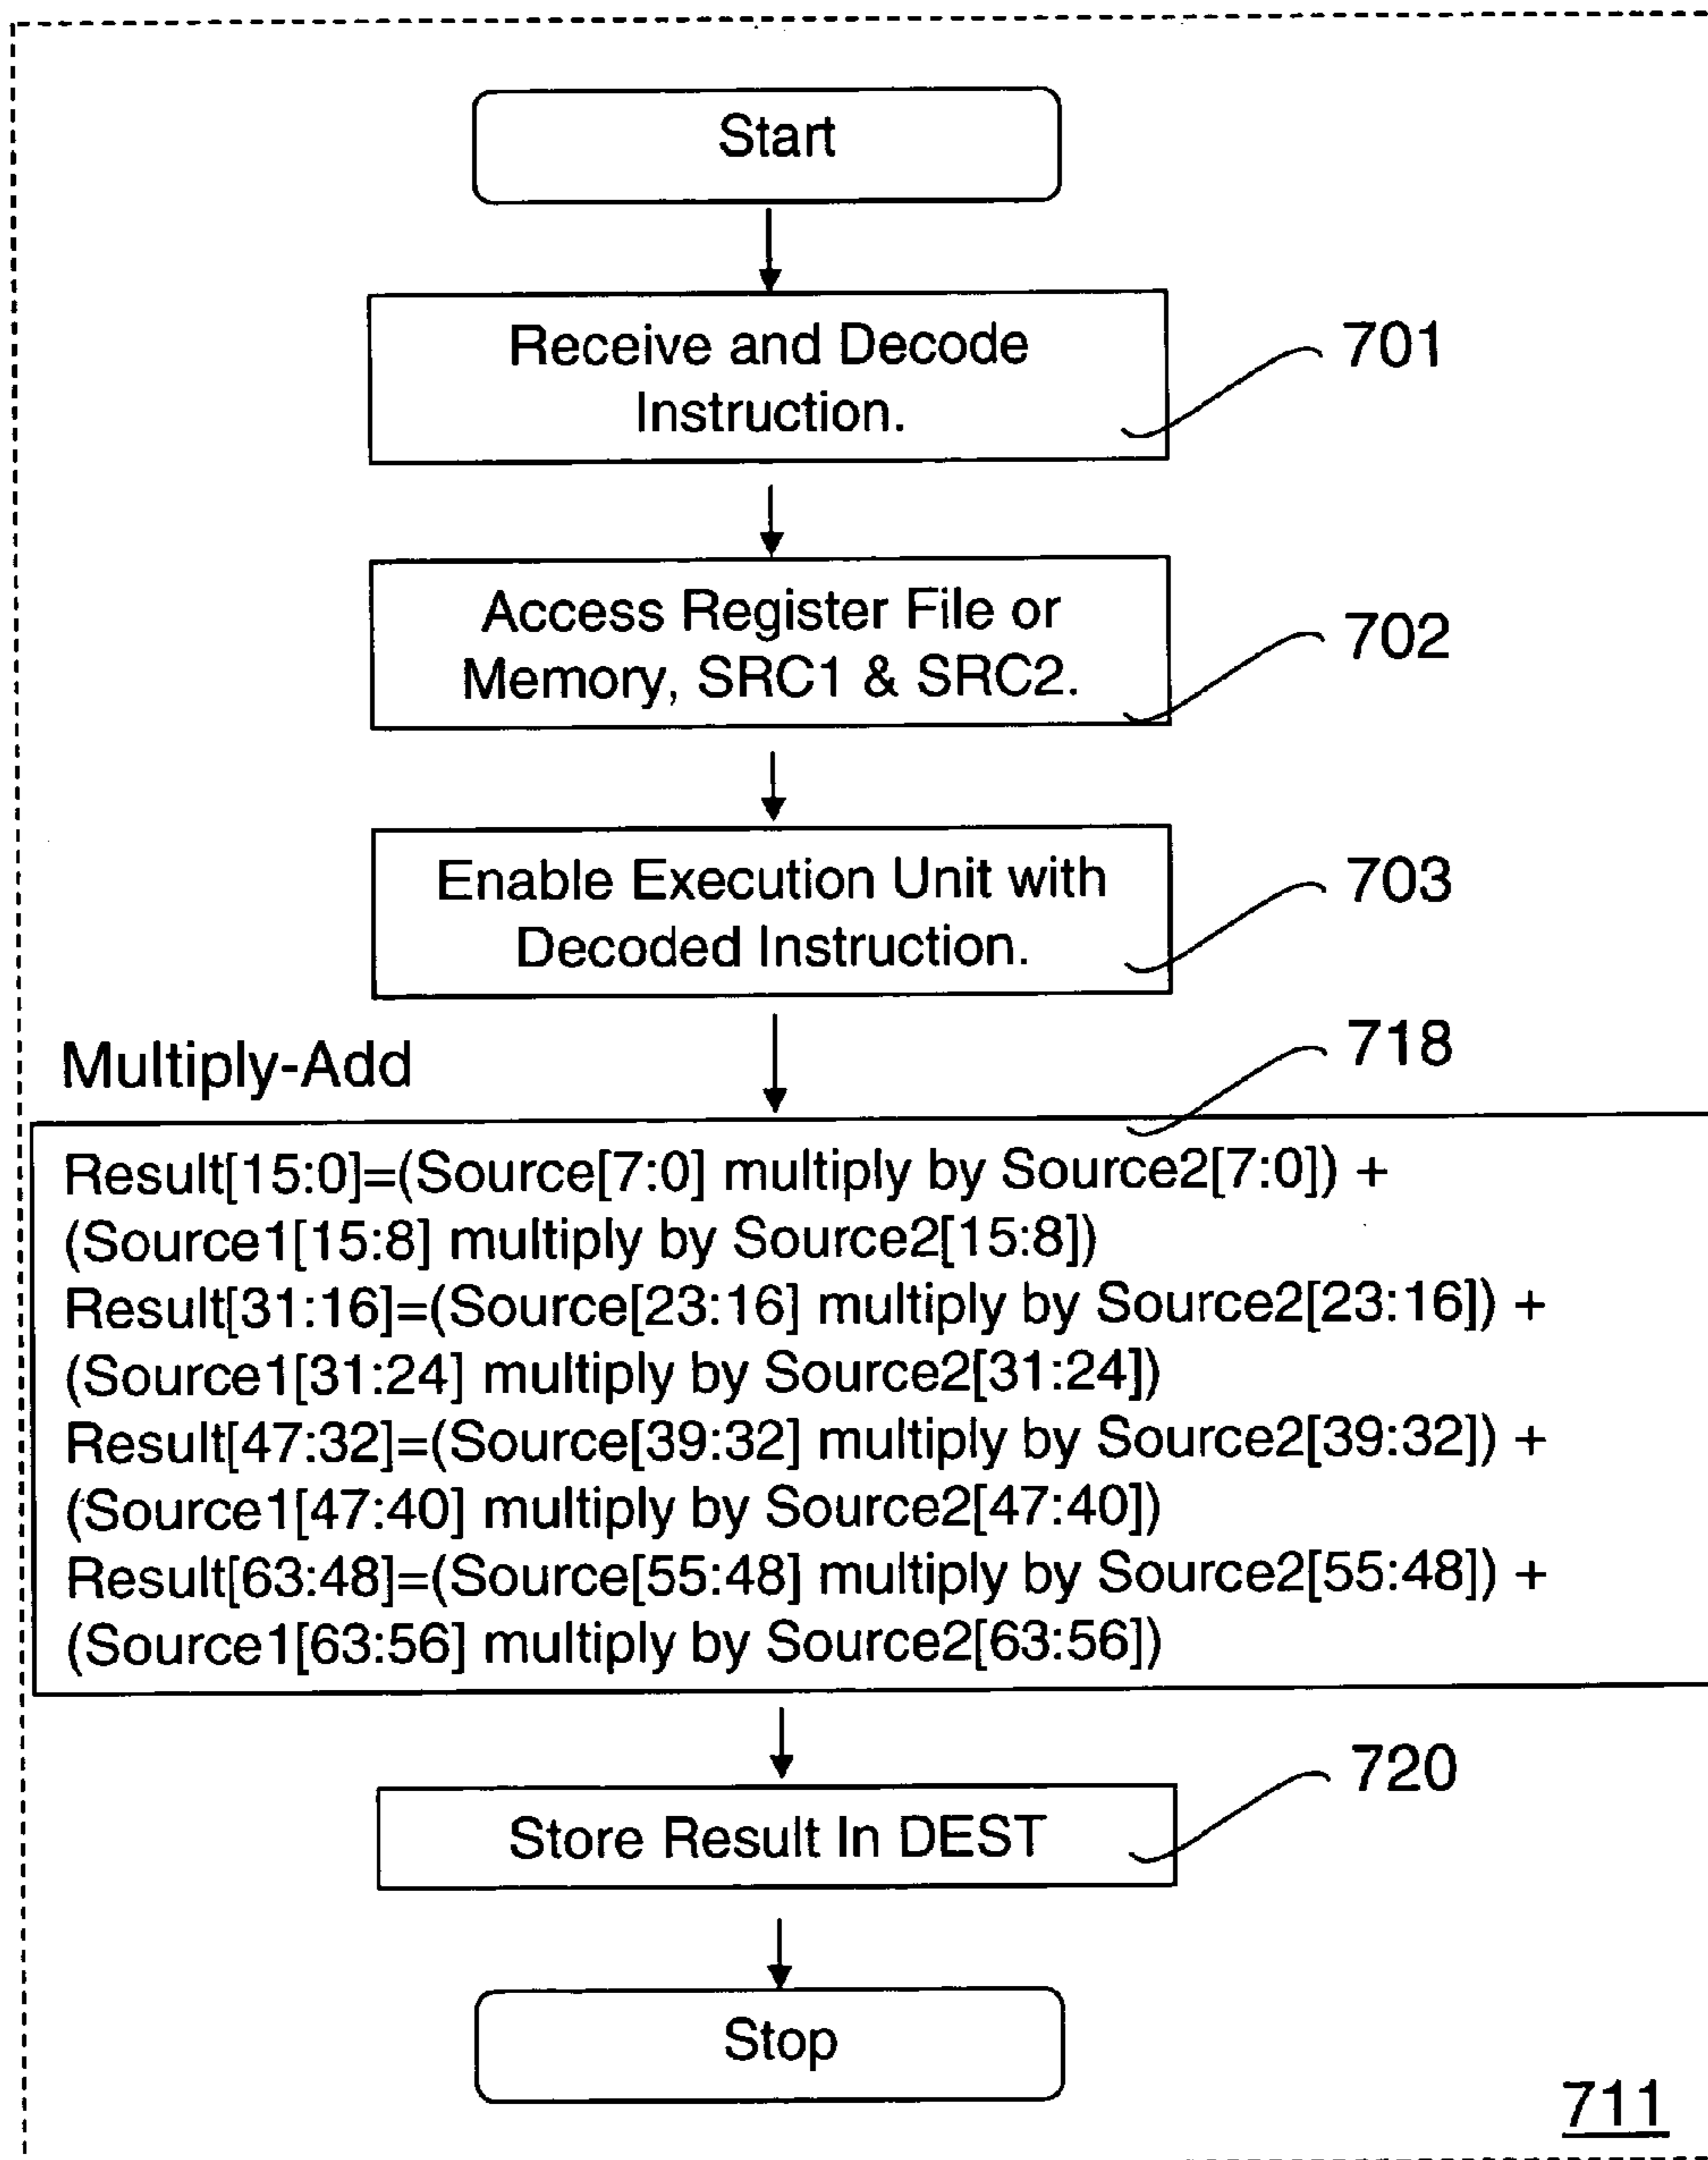 Start
Receive and Decode
Instruction.
701
Access Register File or
Memory, SRC1 & SRC2.
702
Enable Execution Unit with
Decoded Instruction.
703
Multiply-Add
718
Result[15:0]=(Source[7:0] multiply by Source2[7:0]) +
(Source1[15:8] multiply by Source2[15:8])
Result[31:16]=(Source[23:16] multiply by Source2[23:16]) +
(Source1[31:24] multiply by Source2[31:24])
Result[47:32]=(Source[39:32] multiply by Source2[39:32]) +
(Source1[47:40] multiply by Source2[47:40])
Result[63:48]=(Source[55:48] multiply by Source2[55:48]) +
(Source1[63:56] multiply by Source2[63:56])
720
Store Result In DEST
Stop
711